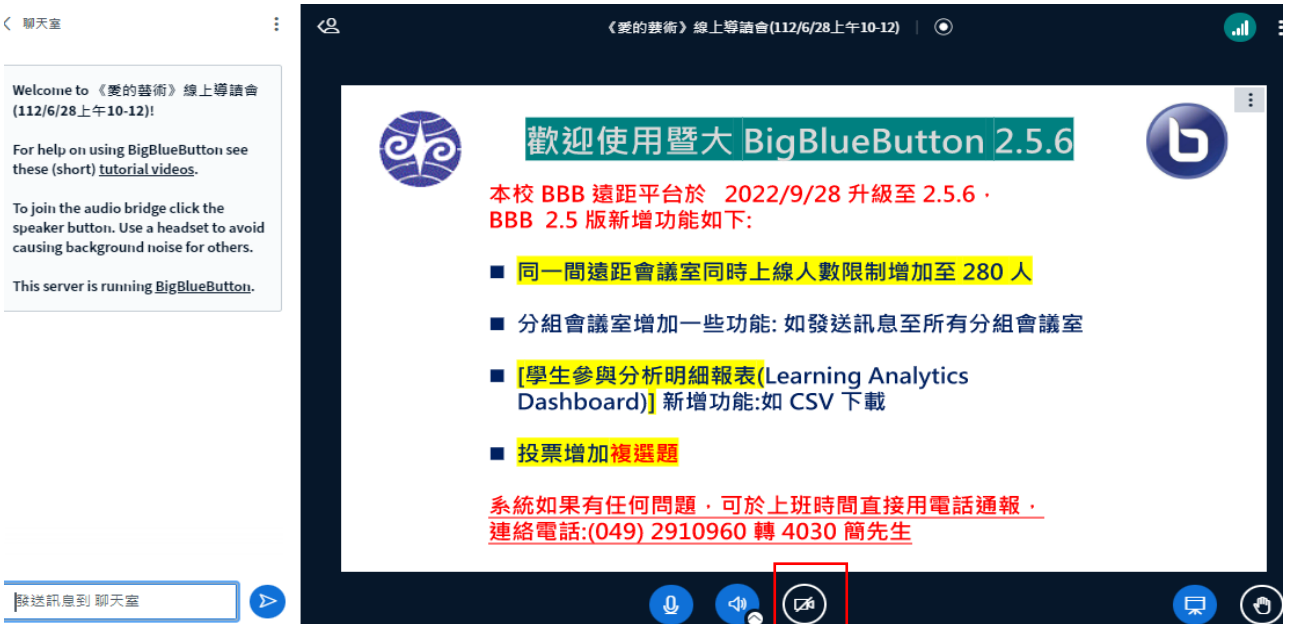 聊天室
Welcome to 《愛的藝術》線上導讀會
(112/6/28上午10-12)!
For help on using BigBlueButton see
these (short) tutorial videos.
To join the audio bridge click the
speaker button. Use a headset to avoid
causing background noise for others.
This server is running BigBlueButton.
發送訊息到 聊天室
《愛的藝術》線上導讀會(112/6/28上午10-12)
歡迎使用暨大 BigBlueButton 2.5.6
b
本校 BBB 遠距平台於 2022/9/28 升級至 2.5.6，
BBB 2.5 版新增功能如下:
■ 同一間遠距會議室同時上線人數限制增加至 280 人
■ 分組會議室增加一些功能: 如發送訊息至所有分組會議室
■ [學生參與分析明細報表(Learning Analytics
Dashboard)] 新增功能:如 CSV 下載
■ 投票增加複選題
系統如果有任何問題，可於上班時間直接用電話通報，
連絡電話:(049) 2910960 轉 4030 簡先生